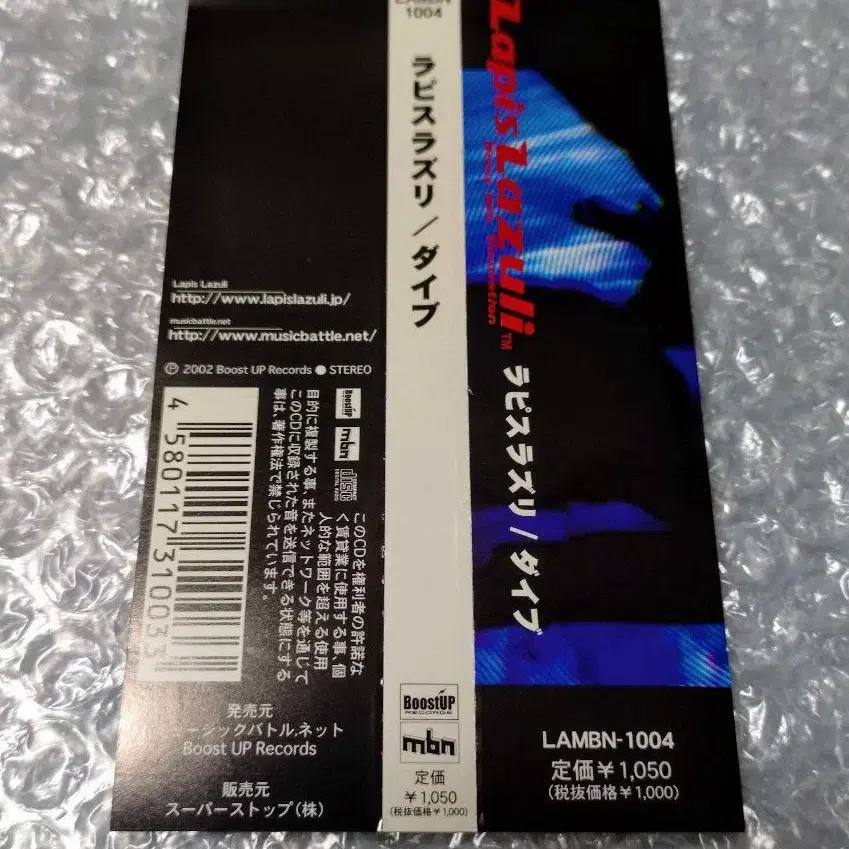 Lapis Lazuli
http://www.lapislazuli.jp/
musicbattle.net
http://www.musicbattle.net/
Ⓟ 2002 Boost UP Records ● STEREO
BoostUP
mbn
COMPACT
disc
DIGITAL AUDIO
このCDを権利者の許諾な
く賃貸業に使用する事、個
人的な範囲を超える使用
目的に複製する事、またネットワーク等を通じて
このCDに収録された音を送信できる状態にする
事は、著作権法で禁じられています。
4 580117 310033
発売元
ーシックバトル.ネット
Boost UP Records
販売元
スーパーストップ(株)
LAMBN
1004
ラピスラズリ / ダイブ
BoostUP
RECORDS
mbn
定価
¥1,050
(税抜価格¥1,000)
Lapis Lazuli TM
ラピスラズリ / ダイブ
LAMBN-1004
定価¥1,050
(税抜価格¥1,000)